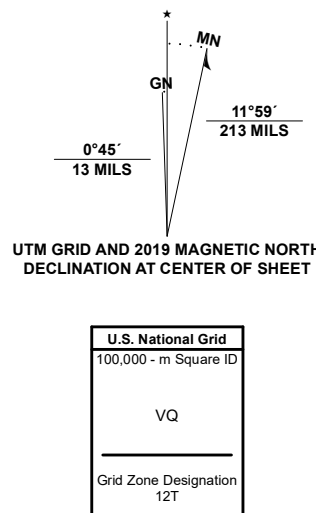 ★
MN
GN
11°59´
213 MILS
0°45´
13 MILS
UTM GRID AND 2019 MAGNETIC NORTH
DECLINATION AT CENTER OF SHEET
U.S. National Grid
100,000 - m Square ID
VQ
Grid Zone Designation
12T